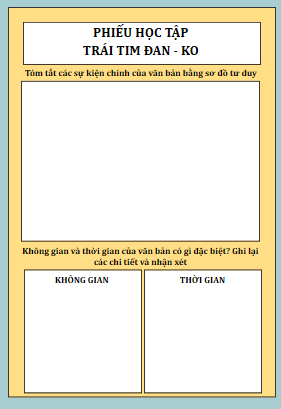 PHIẾU HỌC TẬP
TRÁI TIM ĐAN - KO
Tóm tắt các sự kiện chính của văn bản bằng sơ đồ tư duy
Không gian và thời gian của văn bản có gì đặc biệt? Ghi lại
các chi tiết và nhận xét
KHÔNG GIAN
THỜI GIAN